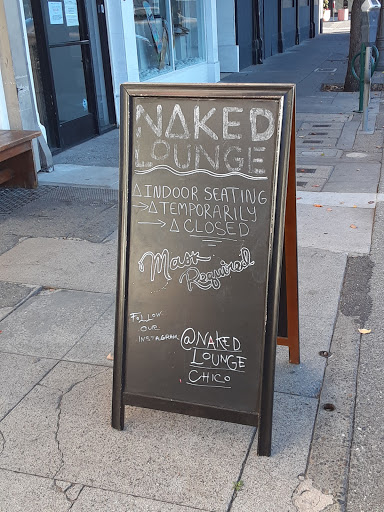 NAKED
LOUNGE
INDOOR SEATING
TEMPORARILY
CLOSED
Mask
Required
FOLLOW
OUR
INSTAGRAM
@NAKED
LOUNGE
CHICO